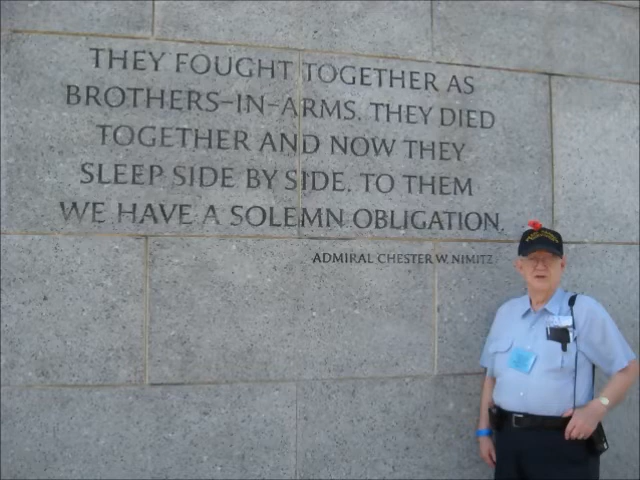 THEY FOUGHT TOGETHER AS
BROTHERS-IN-ARMS. THEY DIED
TOGETHER AND NOW THEY
SLEEP SIDE BY SIDE. TO THEM
WE HAVE A SOLEMN OBLIGATION.
ADMIRAL CHESTER W. NIMITZ